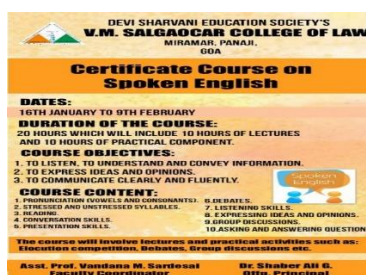 DEVI SHARVANI EDUCATION SOCIETY'S
V.M. SALGAOCAR COLLEGE OF LAW
MIRAMAR, PANAJI,
GOA
Certificate Course on
Spoken English
DATES:
16TH JANUARY TO 9TH FEBRUARY
DURATION OF THE COURSE:
20 HOURS WHICH WILL INCLUDE 10 HOURS OF LECTURES
AND 10 HOURS OF PRACTICAL COMPONENT.
COURSE OBJECTIVES:
1. TO LISTEN, TO UNDERSTAND AND CONVEY INFORMATION.
2. TO EXPRESS IDEAS AND OPINIONS.
3. TO COMMUNICATE CLEARLY AND FLUENTLY.
Spoken
English
COURSE CONTENT:
1. PRONUNCIATION (VOWELS AND CONSONANTS).
2. STRESSED AND UNSTRESSED SYLLABLES.
3. READING.
4. CONVERSATION SKILLS.
5. PRESENTATION SKILLS.
6.DEBATES.
7. LISTENING SKILLS.
8. EXPRESSING IDEAS AND OPINIONS.
9.GROUP DISCUSSIONS.
10.ASKING AND ANSWERING QUESTION
The course will involve lectures and practical activities such as:
Elocution competition, Debates, Group discussions etc.
Asst. Prof. Vandana M. Sardesai
Faculty Coordinator
Dr. Shaber Ali G.
Offg. Principal